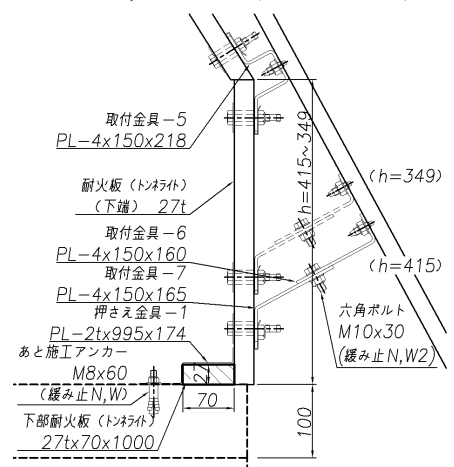 取付金具-5
PL-4x150x218
耐火板 (トンネライト)
(下端) 27t
取付金具-6
PL-4x150x160
取付金具-7
PL-4x150x165
押さえ金具-1
PL-2tx995x174
あと施工アンカー
M8x60
(緩み止N,W)
下部耐火板 (トンネライト)
27tx70x1000
27
70
h=415~349
(h=349)
(h=415)
六角ボルト
M10x30
(緩み止N,W2)
100